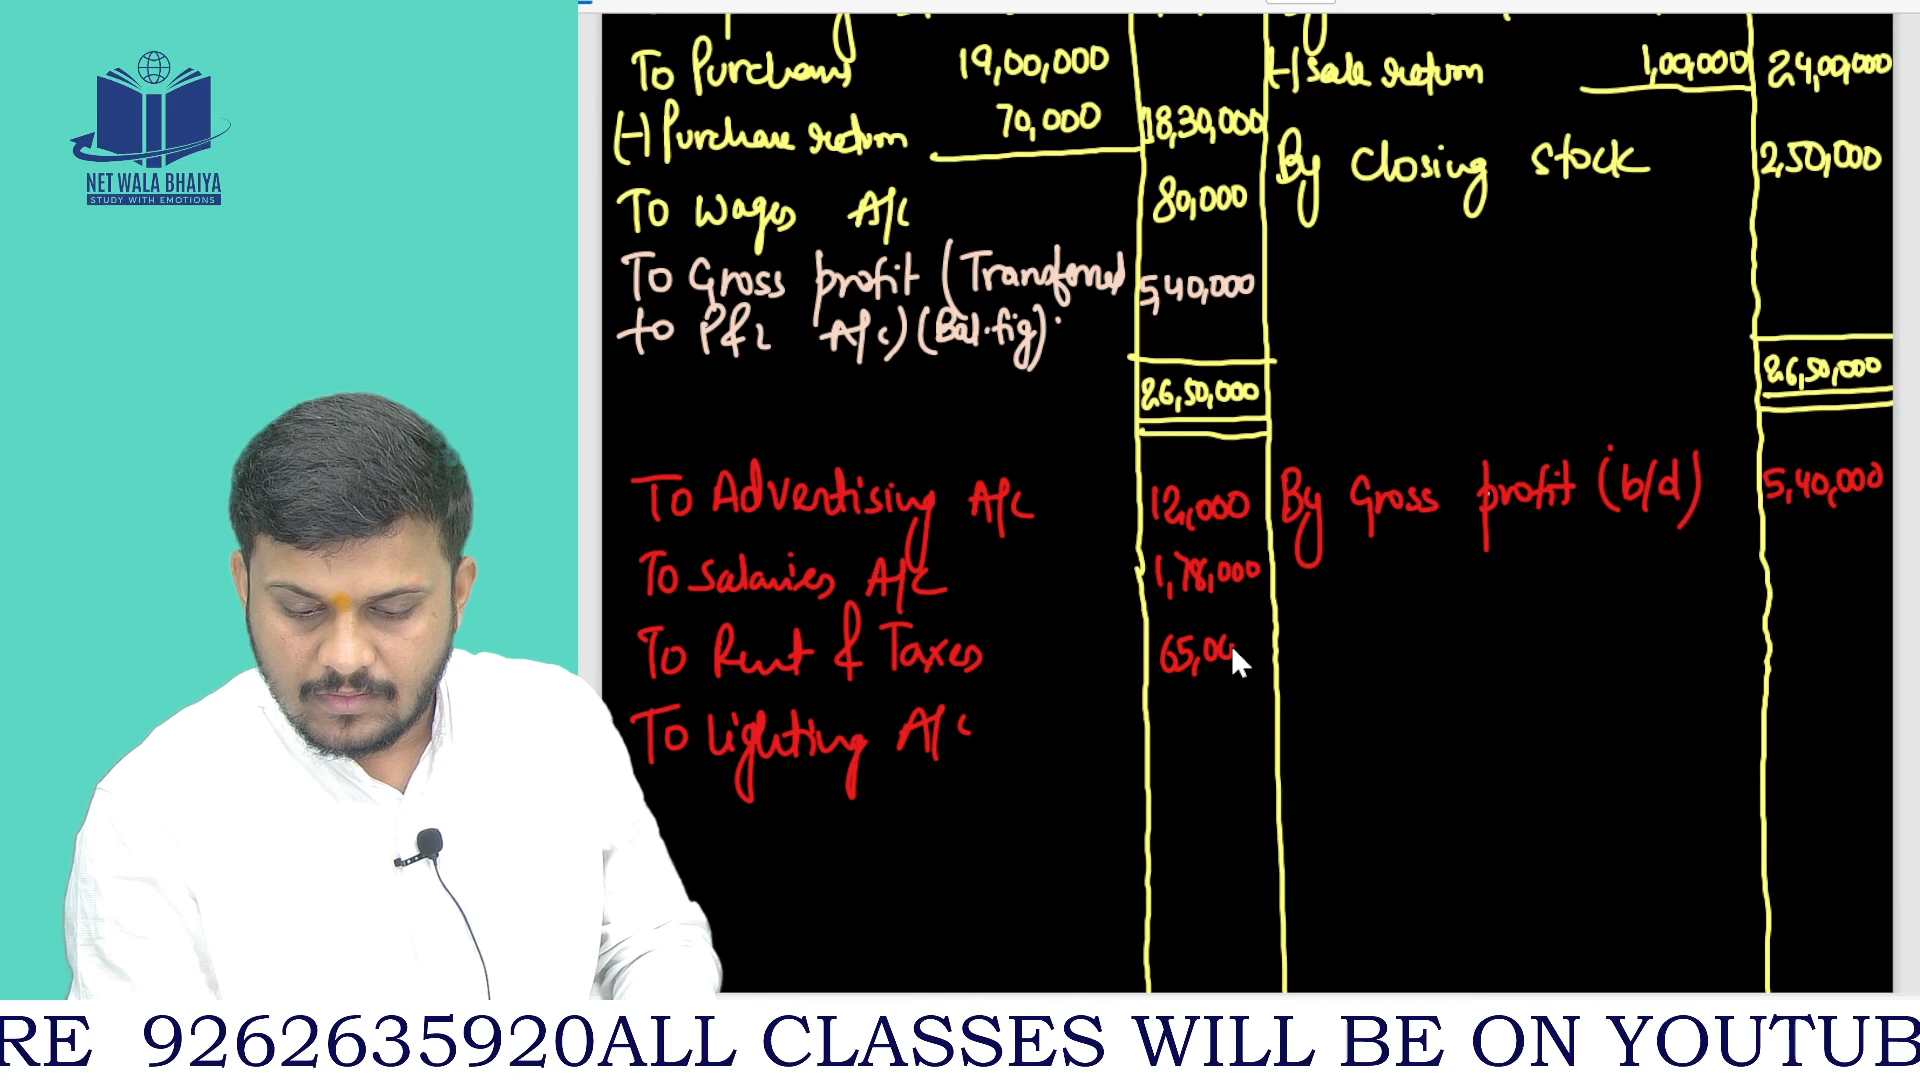 NET WALA BHAIYA
STUDY WITH EMOTIONS
To Purchases 19,00,000
(-) Purchase return 70,000 18,30,000
To wages A/c 80,000
To Gross profit (Transferred 5,40,000
to P&L A/c) (Bal.fig)
26,50,000
(-) sale return 1,00,000 24,00,000
By Closing stock 2,50,000
26,50,000
To Advertising A/c 12,000
To Salaries A/C 1,78,000
To Rent & Taxes 65,00
To Lighting A/c
By Gross profit (b/d) 5,40,000
RE 9262635920ALL CLASSES WILL BE ON YOUTUB